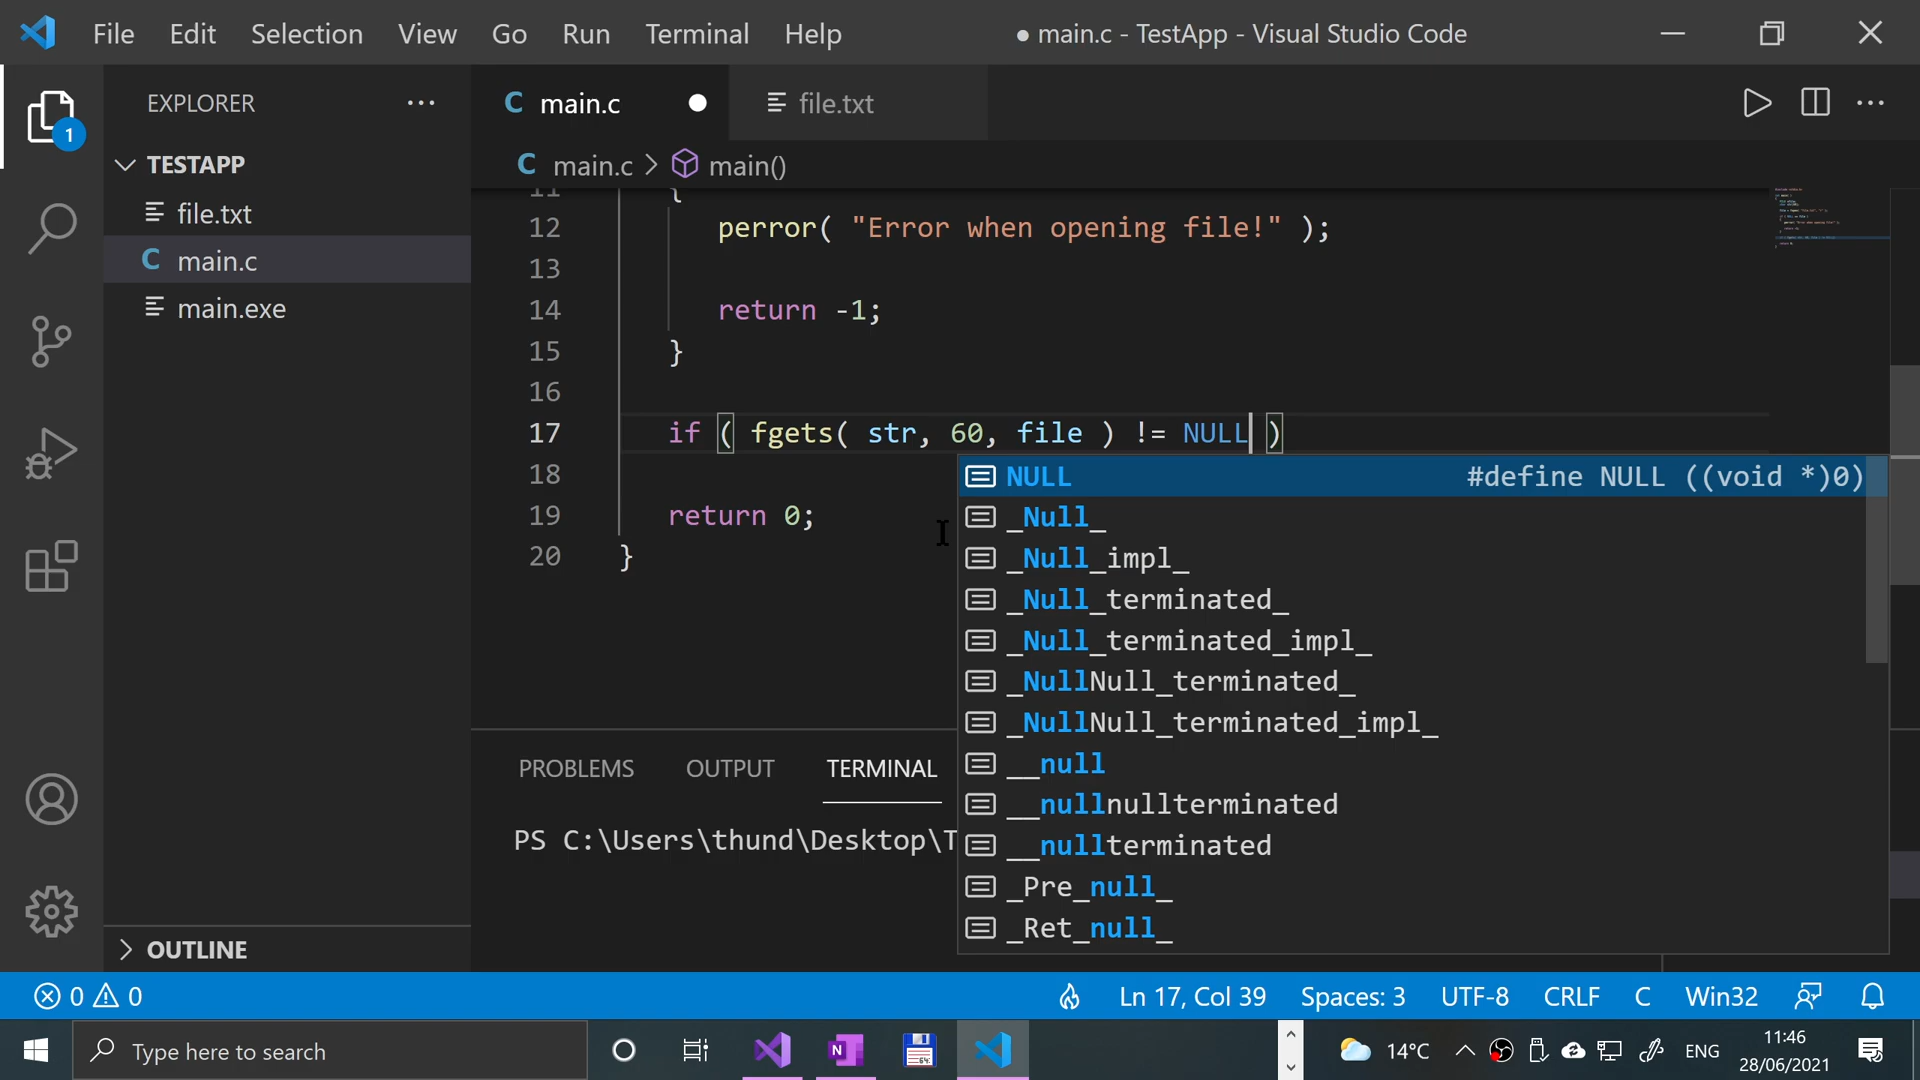 File Edit Selection View Go Run Terminal Help
● main.c - TestApp - Visual Studio Code
EXPLORER
TESTAPP
file.txt
main.c
main.exe
OUTLINE
1
C main.c
file.txt
C main.c > main()
11 {
12 perror( "Error when opening file!" );
13
14 return -1;
15 }
16
17 if ( fgets( str, 60, file ) != NULL )
18
19 return 0;
20 }
NULL #define NULL ((void *)0)
_Null_
_Null_impl_
_Null_terminated_
_Null_terminated_impl_
_NullNull_terminated_
_NullNull_terminated_impl_
__null
__nullnullterminated
__nullterminated
_Pre_null_
_Ret_null_
PROBLEMS OUTPUT TERMINAL
PS C:\Users\thund\Desktop\T
0 0
Ln 17, Col 39 Spaces: 3 UTF-8 CRLF C Win32
Type here to search
N
64
14°C
ENG
11:46
28/06/2021